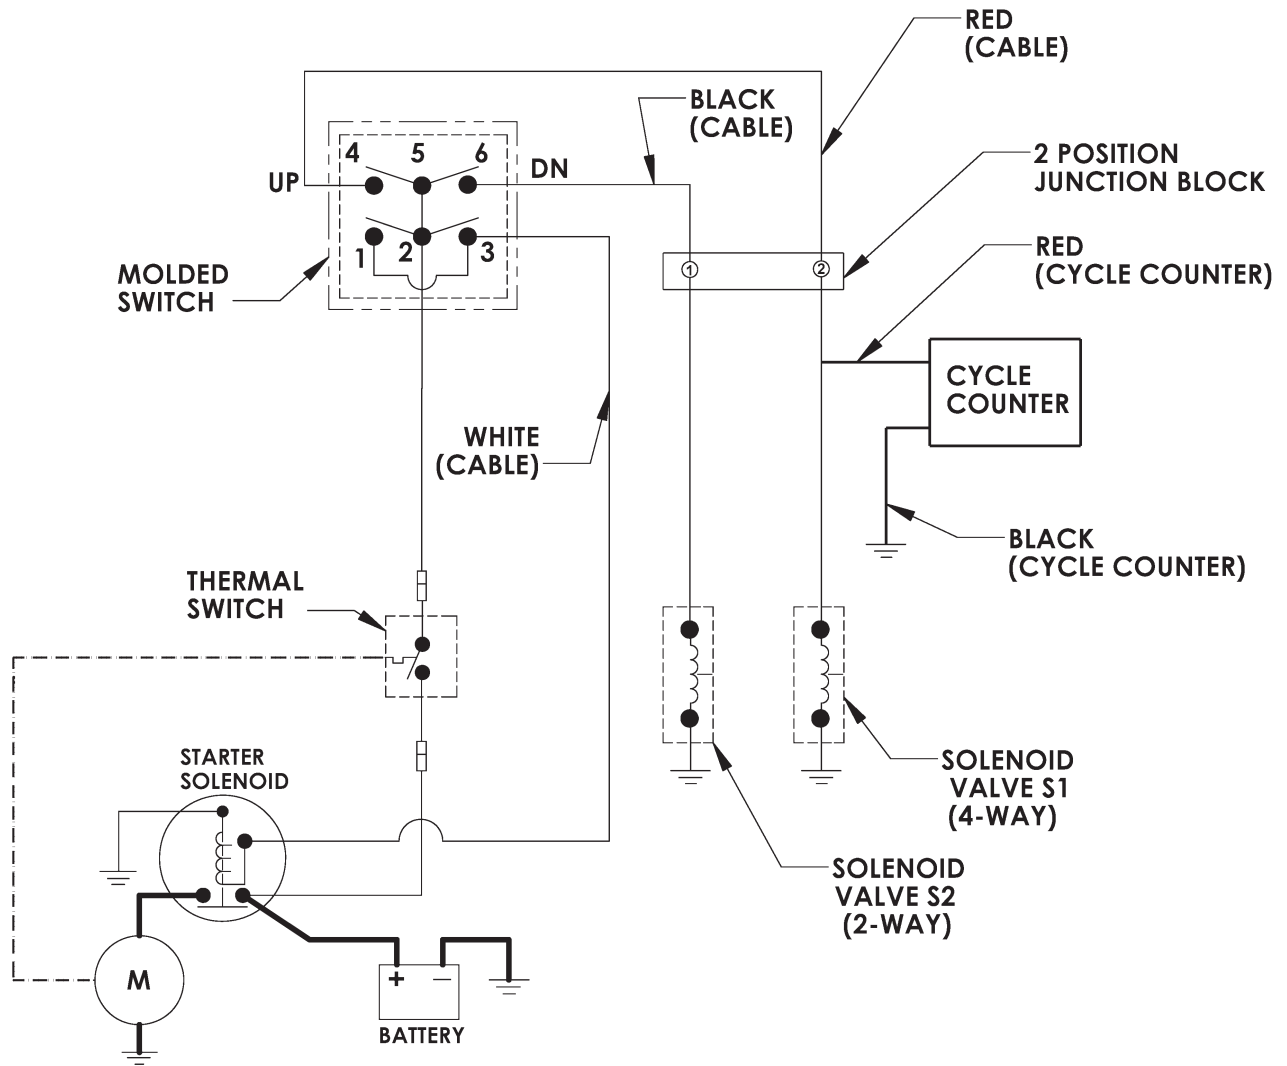 RED
(CABLE)
BLACK
(CABLE)
2 POSITION
JUNCTION BLOCK
4 5 6
UP
DN
1 2 3
MOLDED
SWITCH
1 2
RED
(CYCLE COUNTER)
CYCLE
COUNTER
WHITE
(CABLE)
BLACK
(CYCLE COUNTER)
THERMAL
SWITCH
STARTER
SOLENOID
SOLENOID
VALVE S1
(4-WAY)
SOLENOID
VALVE S2
(2-WAY)
M
+ –
BATTERY